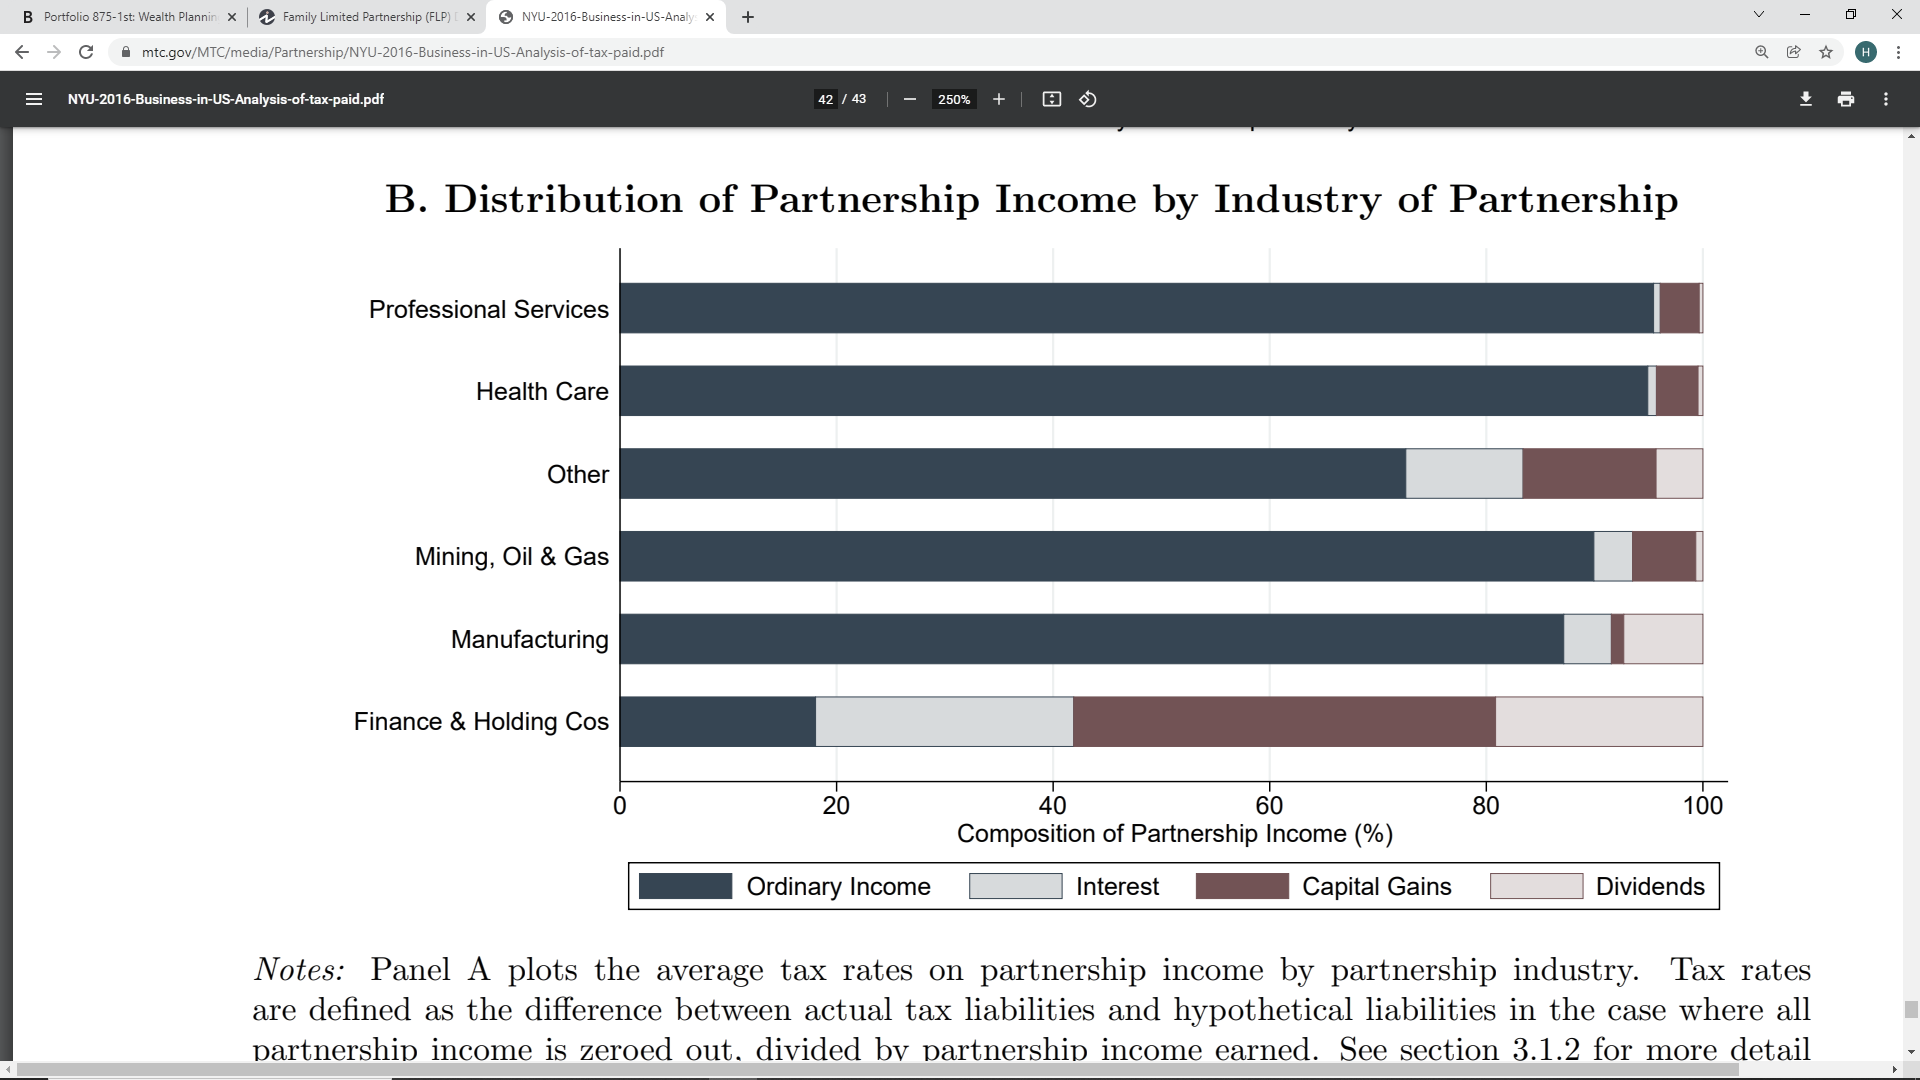 B Portfolio 875-1st: Wealth Plannin
Family Limited Partnership (FLP)
NYU-2016-Business-in-US-Analy
mtc.gov/MTC/media/Partnership/NYU-2016-Business-in-US-Analysis-of-tax-paid.pdf
H
NYU-2016-Business-in-US-Analysis-of-tax-paid.pdf
42 / 43
250%
B. Distribution of Partnership Income by Industry of Partnership
Professional Services
Health Care
Other
Mining, Oil & Gas
Manufacturing
Finance & Holding Cos
0 20 40 60 80 100
Composition of Partnership Income (%)
Ordinary Income Interest Capital Gains Dividends
Notes: Panel A plots the average tax rates on partnership income by partnership industry. Tax rates
are defined as the difference between actual tax liabilities and hypothetical liabilities in the case where all
partnership income is zeroed out, divided by partnership income earned. See section 3.1.2 for more detail